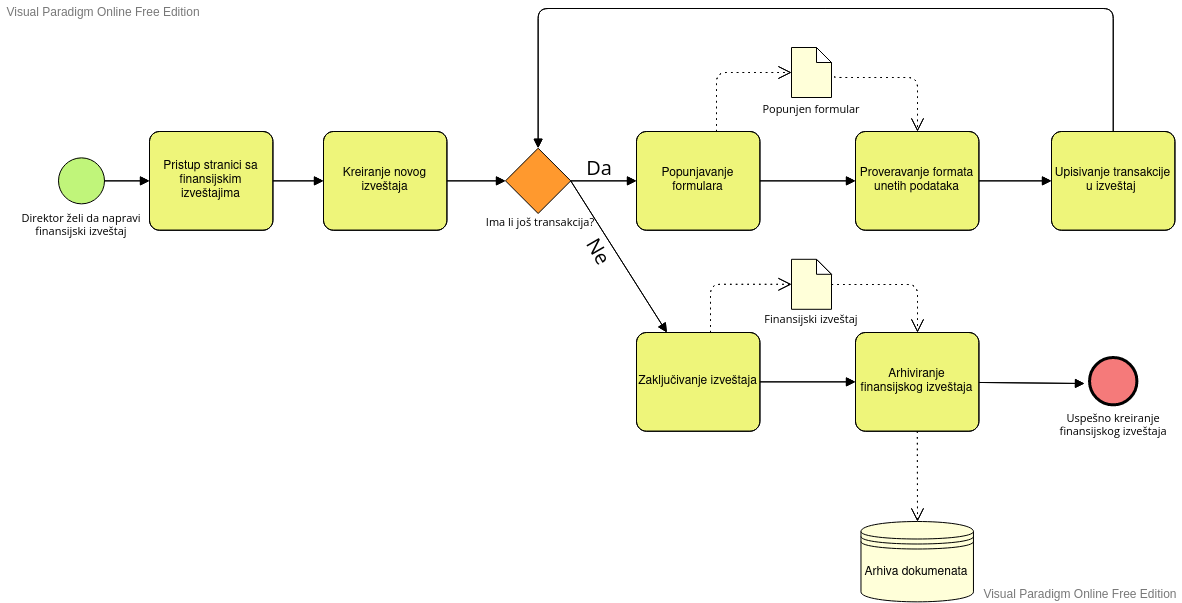 Visual Paradigm Online Free Edition
Popunjen formular
Direktor želi da napravi
finansijski izveštaj
Pristup stranici sa
finansijskim
izveštajima
Kreiranje novog
izveštaja
Ima li još transakcija?
Da
Ne
Popunjavanje
formulara
Proveravanje formata
unetih podataka
Upisivanje transakcije
u izveštaj
Finansijski izveštaj
Zaključivanje izveštaja
Arhiviranje
finansijskog izveštaja
Uspešno kreiranje
finansijskog izveštaja
Arhiva dokumenata
Visual Paradigm Online Free Edition